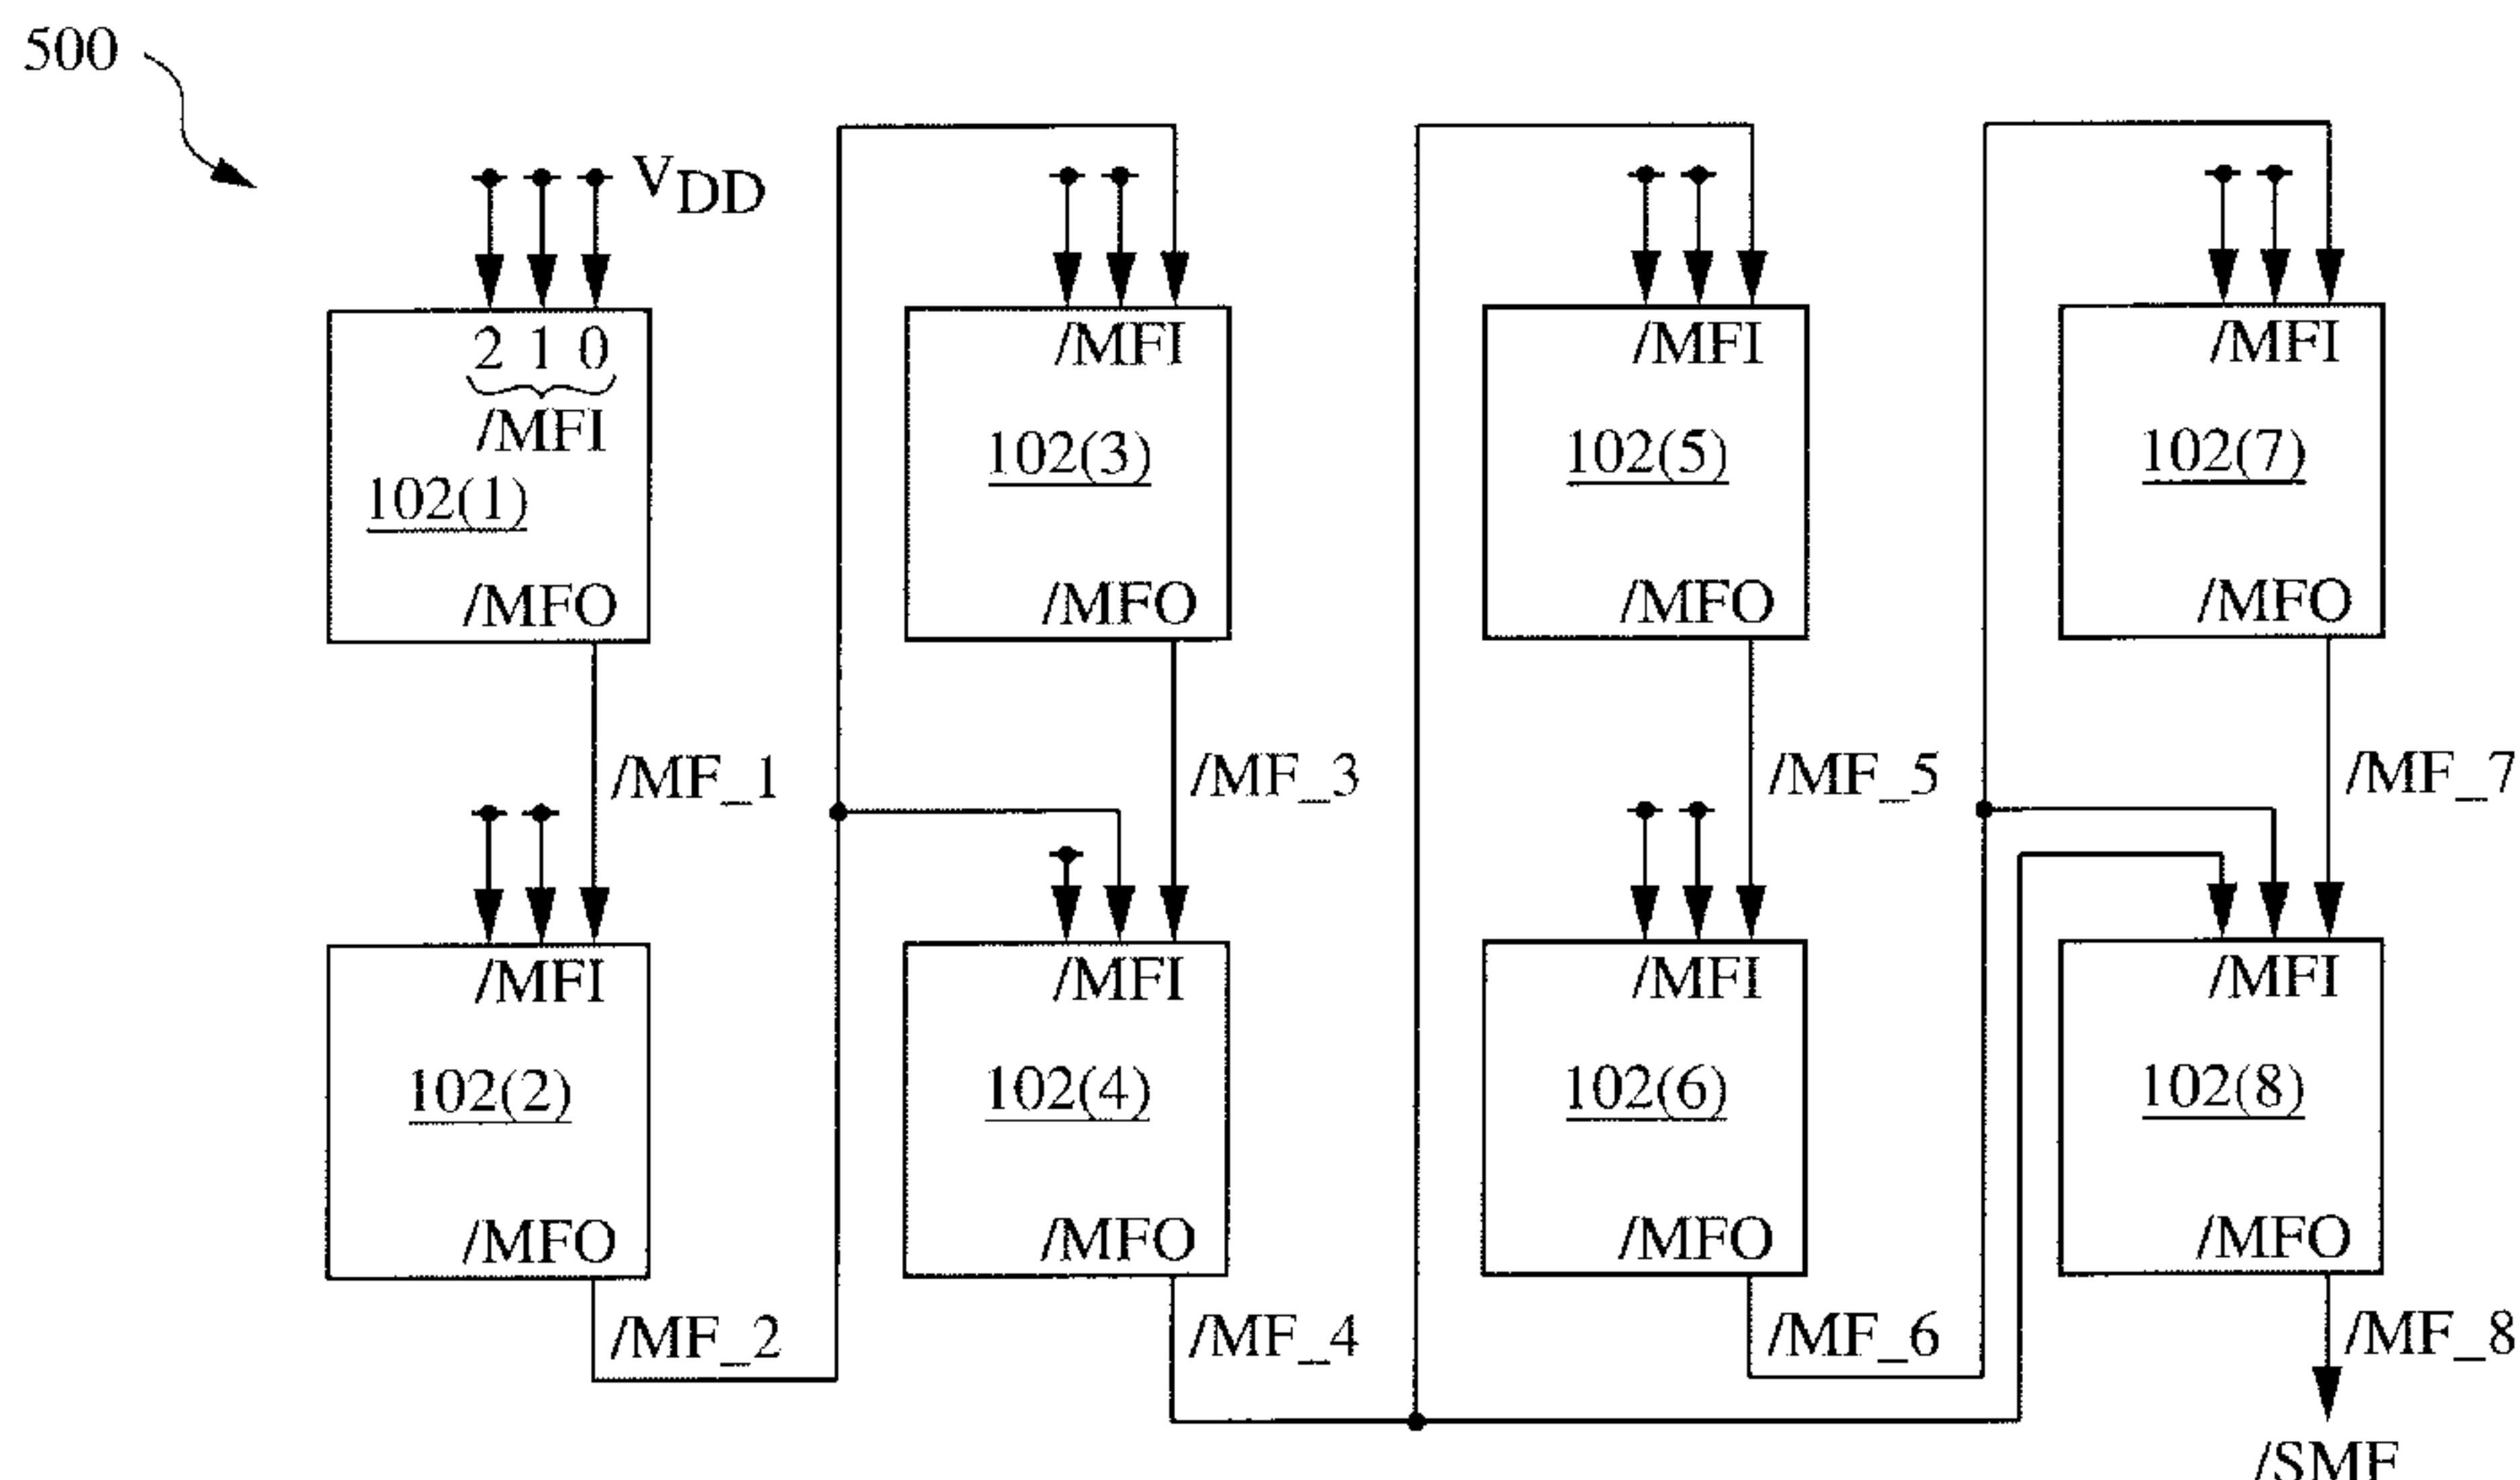 500
VDD
2 1 0
/MFI
102(1)
/MFO
/MF_1
/MFI
102(2)
/MFO
/MF_2
/MFI
102(3)
/MFO
/MF_3
/MFI
102(4)
/MFO
/MF_4
/MFI
102(5)
/MFO
/MF_5
/MFI
102(6)
/MFO
/MF_6
/MFI
102(7)
/MFO
/MF_7
/MFI
102(8)
/MFO
/MF_8
/SMF